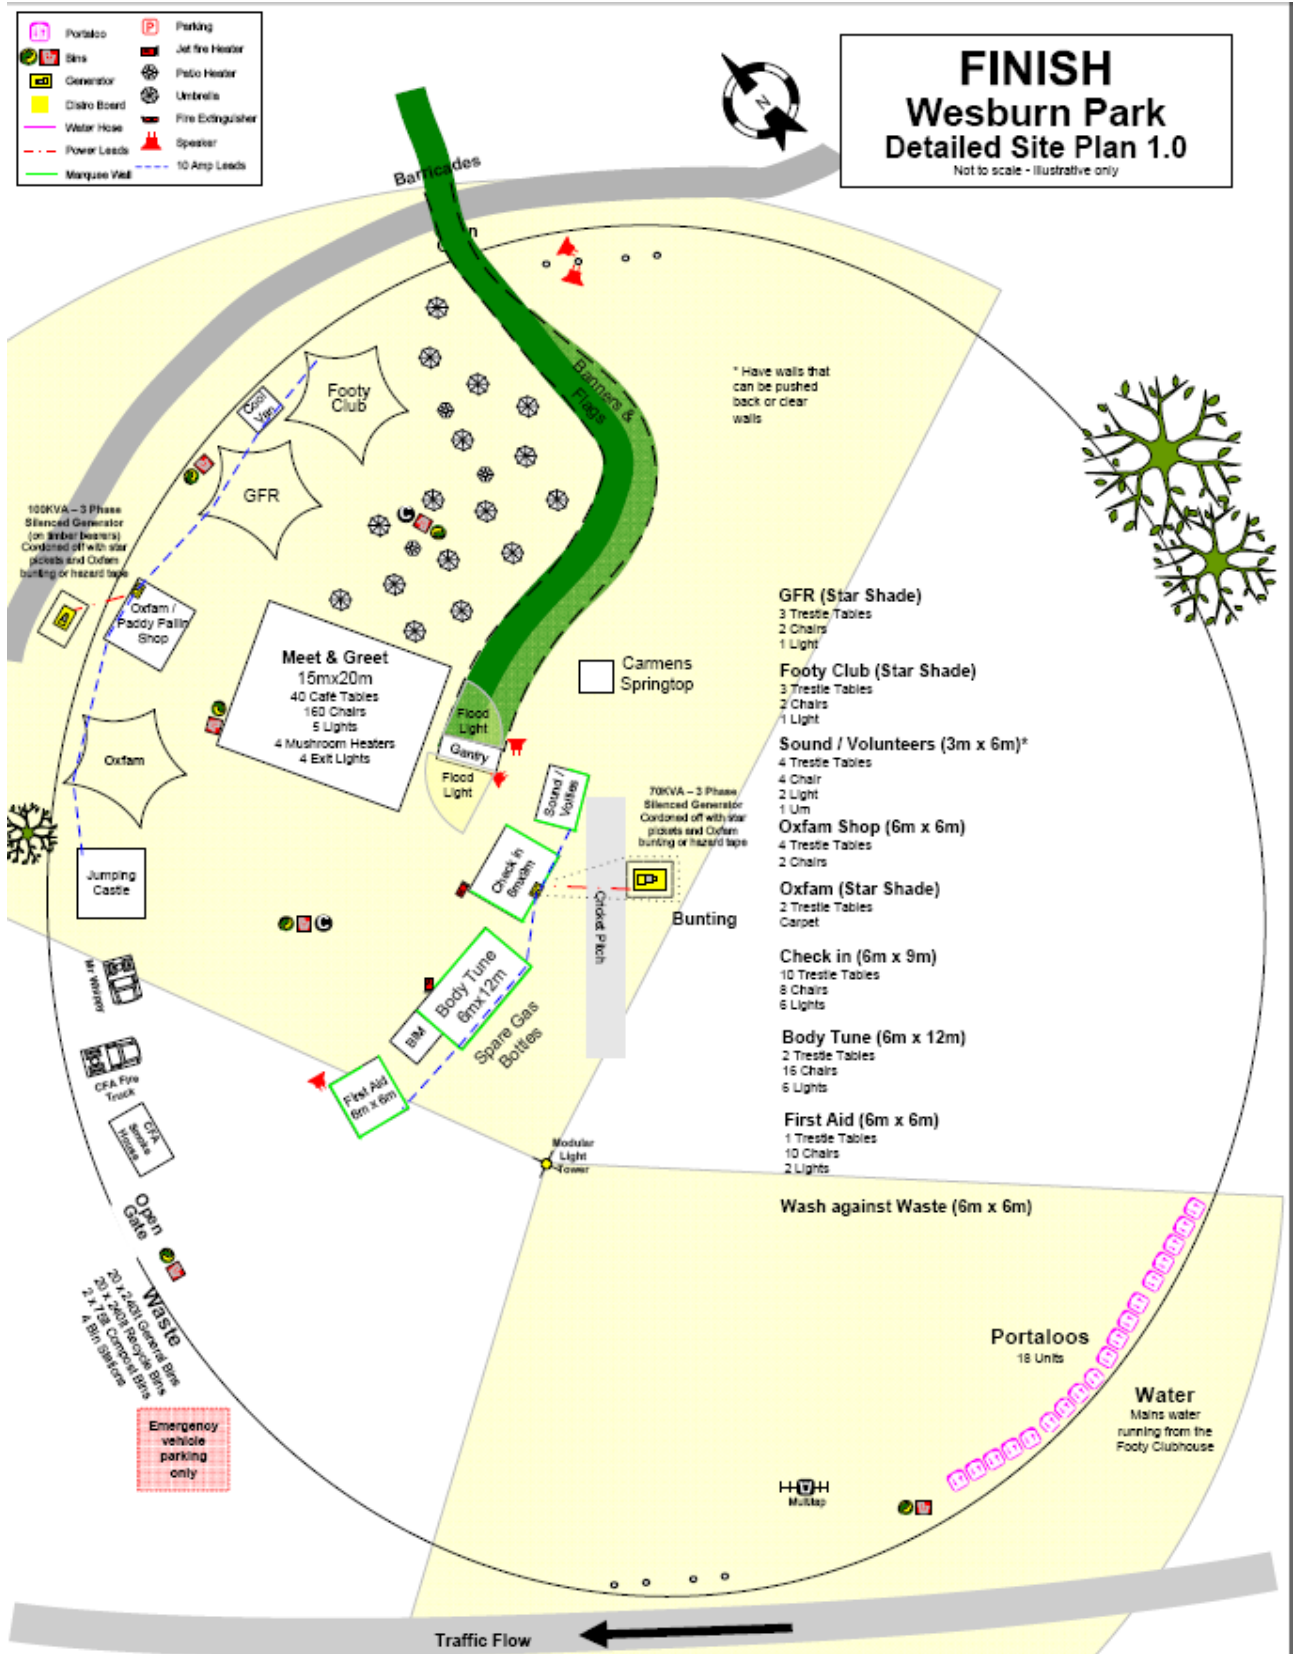 Portaloo
Bins
Generator
Distro Board
Water Hose
Power Leads
Marquee Wall
Parking
Jet fire Heater
Patio Heater
Umbrella
Fire Extinguisher
Speaker
10 Amp Leads
N
FINISH
Wesburn Park
Detailed Site Plan 1.0
Not to scale - Illustrative only
Barricades
Banners &
Flags
* Have walls that
can be pushed
back or clear
walls
Footy
Club
Cool
Van
GFR
100KVA – 3 Phase
Silenced Generator
(on timber bearers)
Cordoned off with star
pickets and Oxfam
bunting or hazard tape
Oxfam /
Paddy Pallin
Shop
Meet & Greet
15mx20m
40 Café Tables
160 Chairs
5 Lights
4 Mushroom Heaters
4 Exit Lights
Oxfam
Jumping
Castle
Flood
Light
Gantry
Flood
Light
Carmens
Springtop
Sound /
Vollies
70KVA – 3 Phase
Silenced Generator
Cordoned off with star
pickets and Oxfam
bunting or hazard tape
Check in
6mx9m
Cricket Pitch
Bunting
Body Tune
6mx12m
BIM
Spare Gas
Bottles
First Aid
6m x 6m
Mr Whippy
CFA Fire
Truck
CFA
Smoke
House
Open
Gate
Waste
20 x 240lt General Bins
20 x 240lt Recycle Bins
2 x 75lt Compost Bins
4 Bin Stations
Emergency
vehicle
parking
only
Modular
Light
Tower
GFR (Star Shade)
3 Trestle Tables
2 Chairs
1 Light
Footy Club (Star Shade)
3 Trestle Tables
2 Chairs
1 Light
Sound / Volunteers (3m x 6m)*
4 Trestle Tables
4 Chair
2 Light
1 Urn
Oxfam Shop (6m x 6m)
4 Trestle Tables
2 Chairs
Oxfam (Star Shade)
2 Trestle Tables
Carpet
Check in (6m x 9m)
10 Trestle Tables
8 Chairs
6 Lights
Body Tune (6m x 12m)
2 Trestle Tables
16 Chairs
6 Lights
First Aid (6m x 6m)
1 Trestle Tables
10 Chairs
2 Lights
Wash against Waste (6m x 6m)
Portaloos
18 Units
Water
Mains water
running from the
Footy Clubhouse
Multitap
Traffic Flow